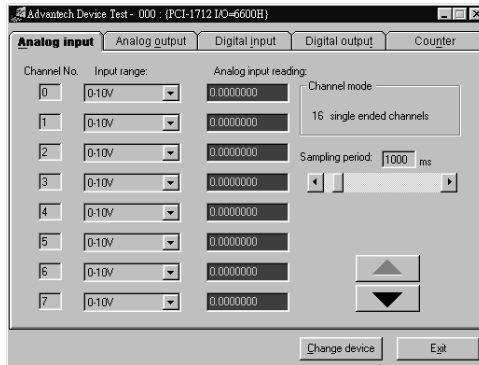 Advantech Device Test - 000 : {PCI-1712 I/O=6600H}
Analog input Analog output Digital input Digital output Counter
Channel No. Input range: Analog input reading: Channel mode
0 0-10V 0.0000000
16 single ended channels
1 0-10V 0.0000000
2 0-10V 0.0000000
Sampling period: 1000 ms
3 0-10V 0.0000000
4 0-10V 0.0000000
5 0-10V 0.0000000
6 0-10V 0.0000000
7 0-10V 0.0000000
Change device Exit